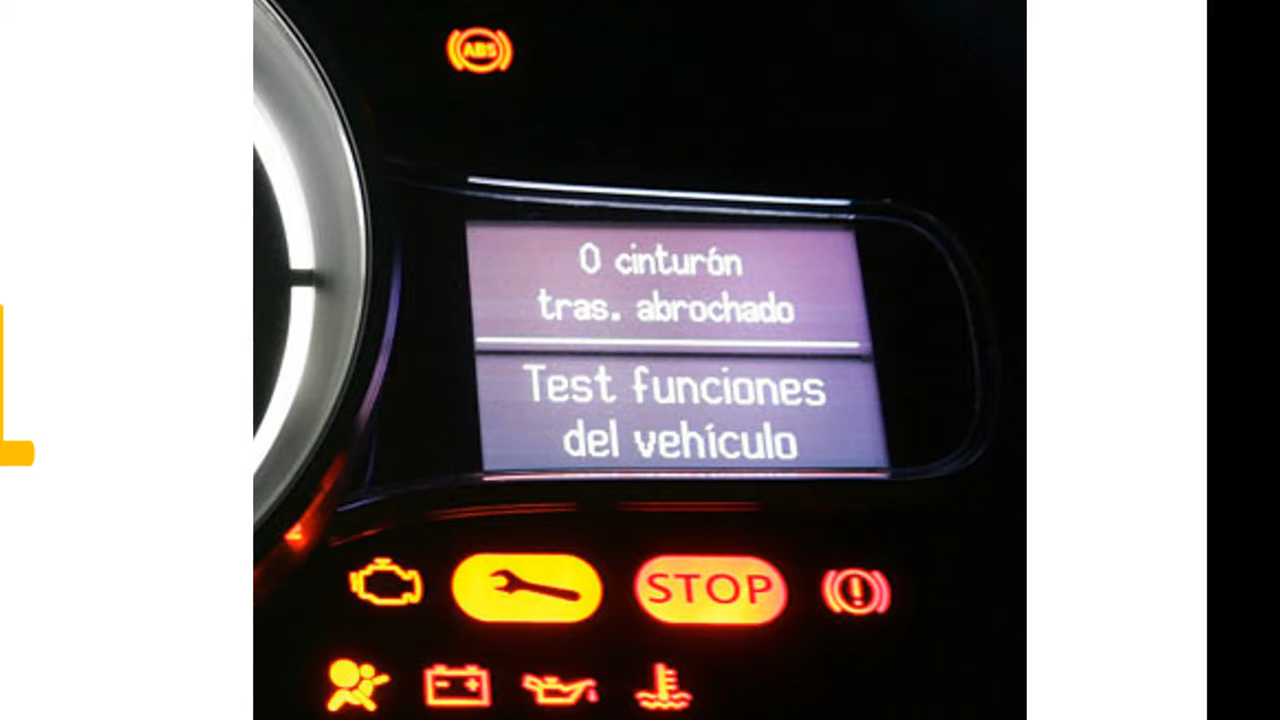 ABS
0 cinturón
tras. abrochado
Test funciones
del vehículo
STOP